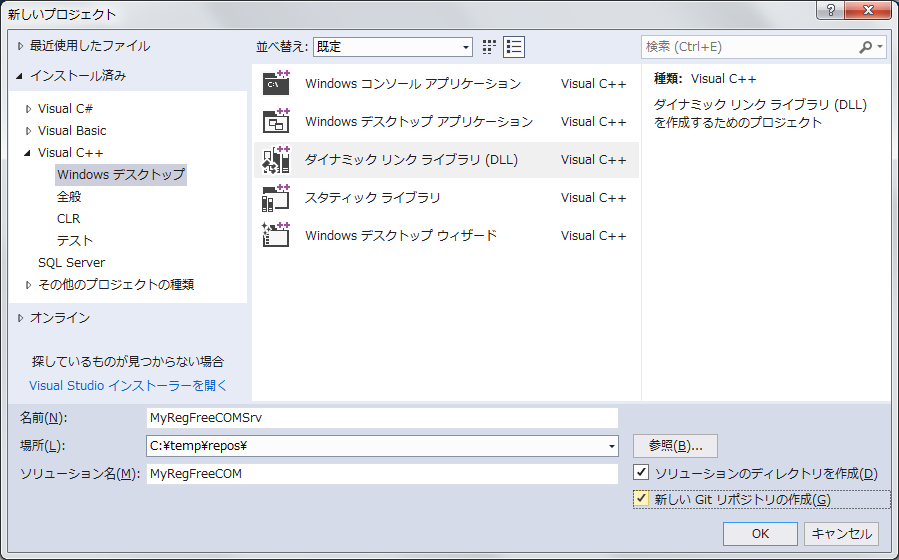 新しいプロジェクト
?
最近使用したファイル
インストール済み
Visual C#
Visual Basic
Visual C++
Windows デスクトップ
全般
CLR
テスト
SQL Server
その他のプロジェクトの種類
オンライン
探しているものが見つからない場合
Visual Studio インストーラーを開く
並べ替え: 既定
Windows コンソール アプリケーション Visual C++
Windows デスクトップ アプリケーション Visual C++
ダイナミック リンク ライブラリ (DLL) Visual C++
スタティック ライブラリ Visual C++
Windows デスクトップ ウィザード Visual C++
検索 (Ctrl+E)
種類: Visual C++
ダイナミック リンク ライブラリ (DLL)
を作成するためのプロジェクト
名前(N): MyRegFreeCOMSrv
場所(L): C:¥temp¥repos¥ 参照(B)...
ソリューション名(M): MyRegFreeCOM
ソリューションのディレクトリを作成(D)
新しい Git リポジトリの作成(G)
OK キャンセル